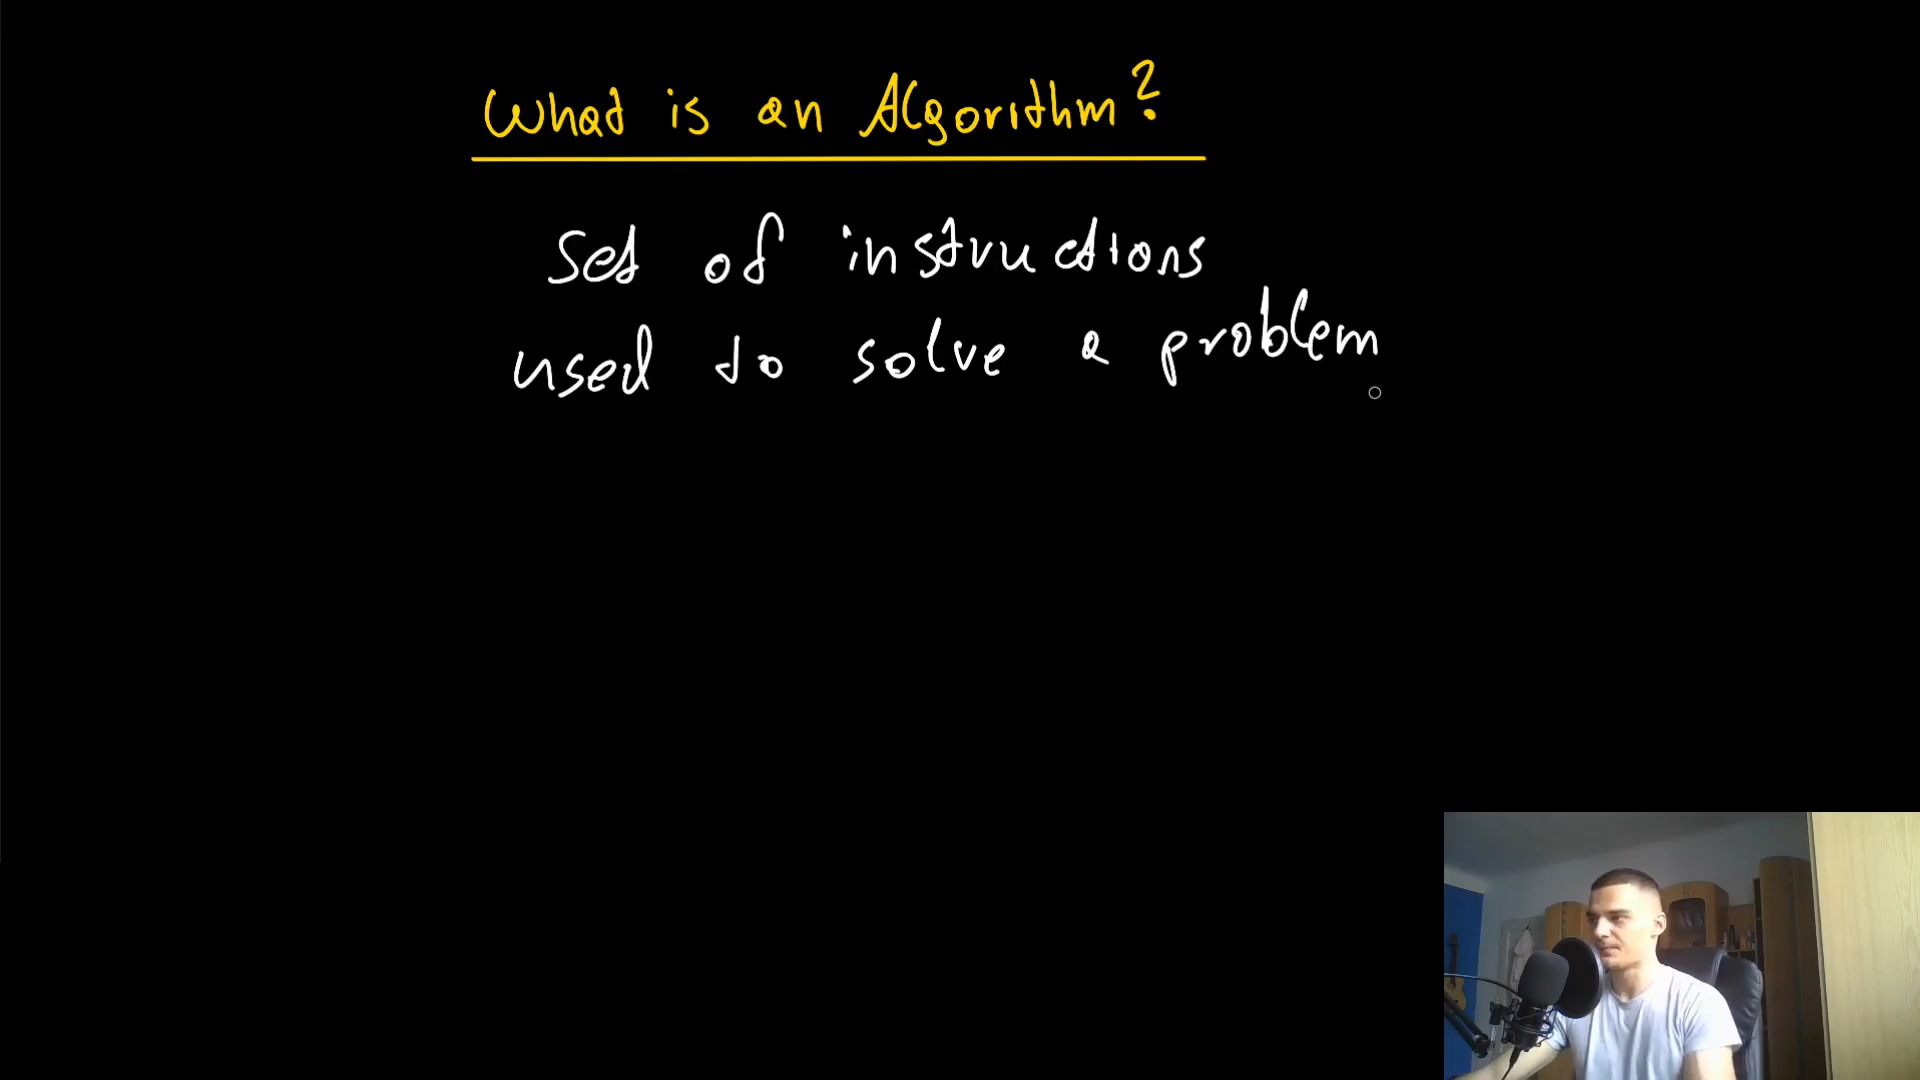 What is an Algorithm?
Set of instructions
used to solve a problem